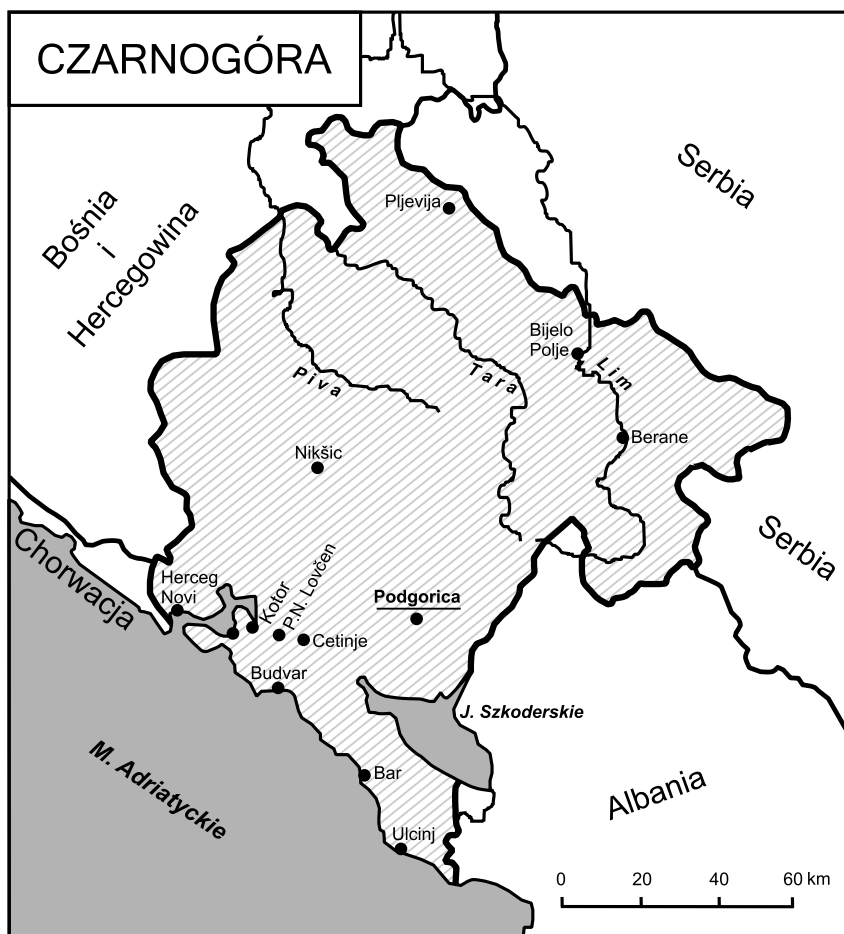 CZARNOGÓRA
Serbia
Bośnia
i
Hercegowina
Pljevija
Bijelo
Polje
Lim
Piva
Tara
Berane
Nikšic
Serbia
Chorwacja
Herceg
Novi
Kotor
P.N. Lovčen
Podgorica
Cetinje
Budvar
J. Szkoderskie
M. Adriatyckie
Bar
Albania
Ulcinj
0 20 40 60 km